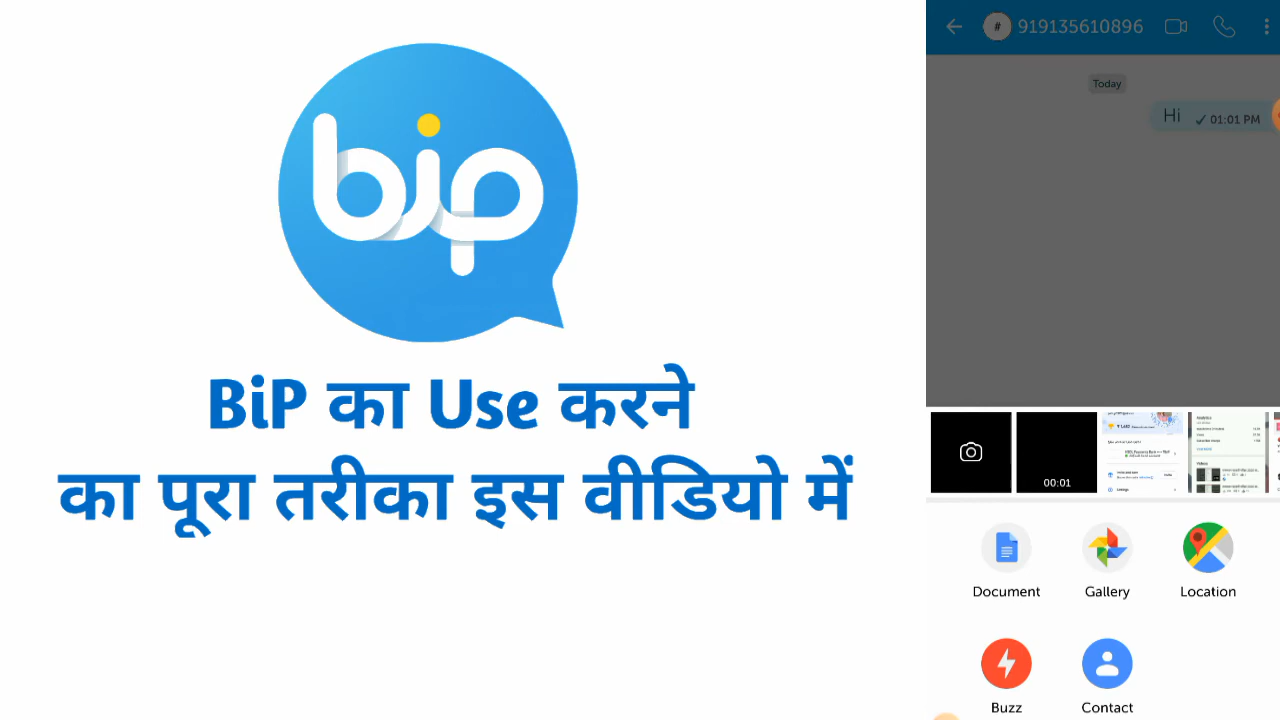 bip
BiP का Use करने
का पूरा तरीका इस वीडियो में
# 919135610896
Today
Hi ✓ 01:01 PM
00:01
Document Gallery Location
Buzz Contact